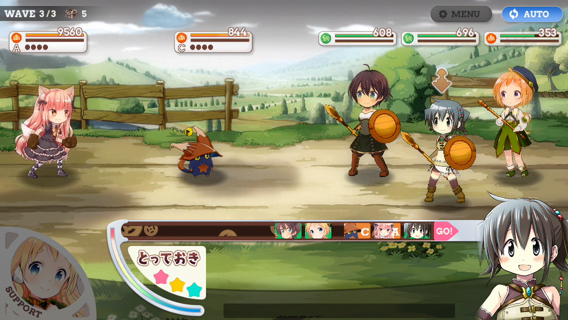 WAVE 3/3 5
MENU
AUTO
9560
A
844
C
608
696
353
C A GO!
とっておき
SUPPORT